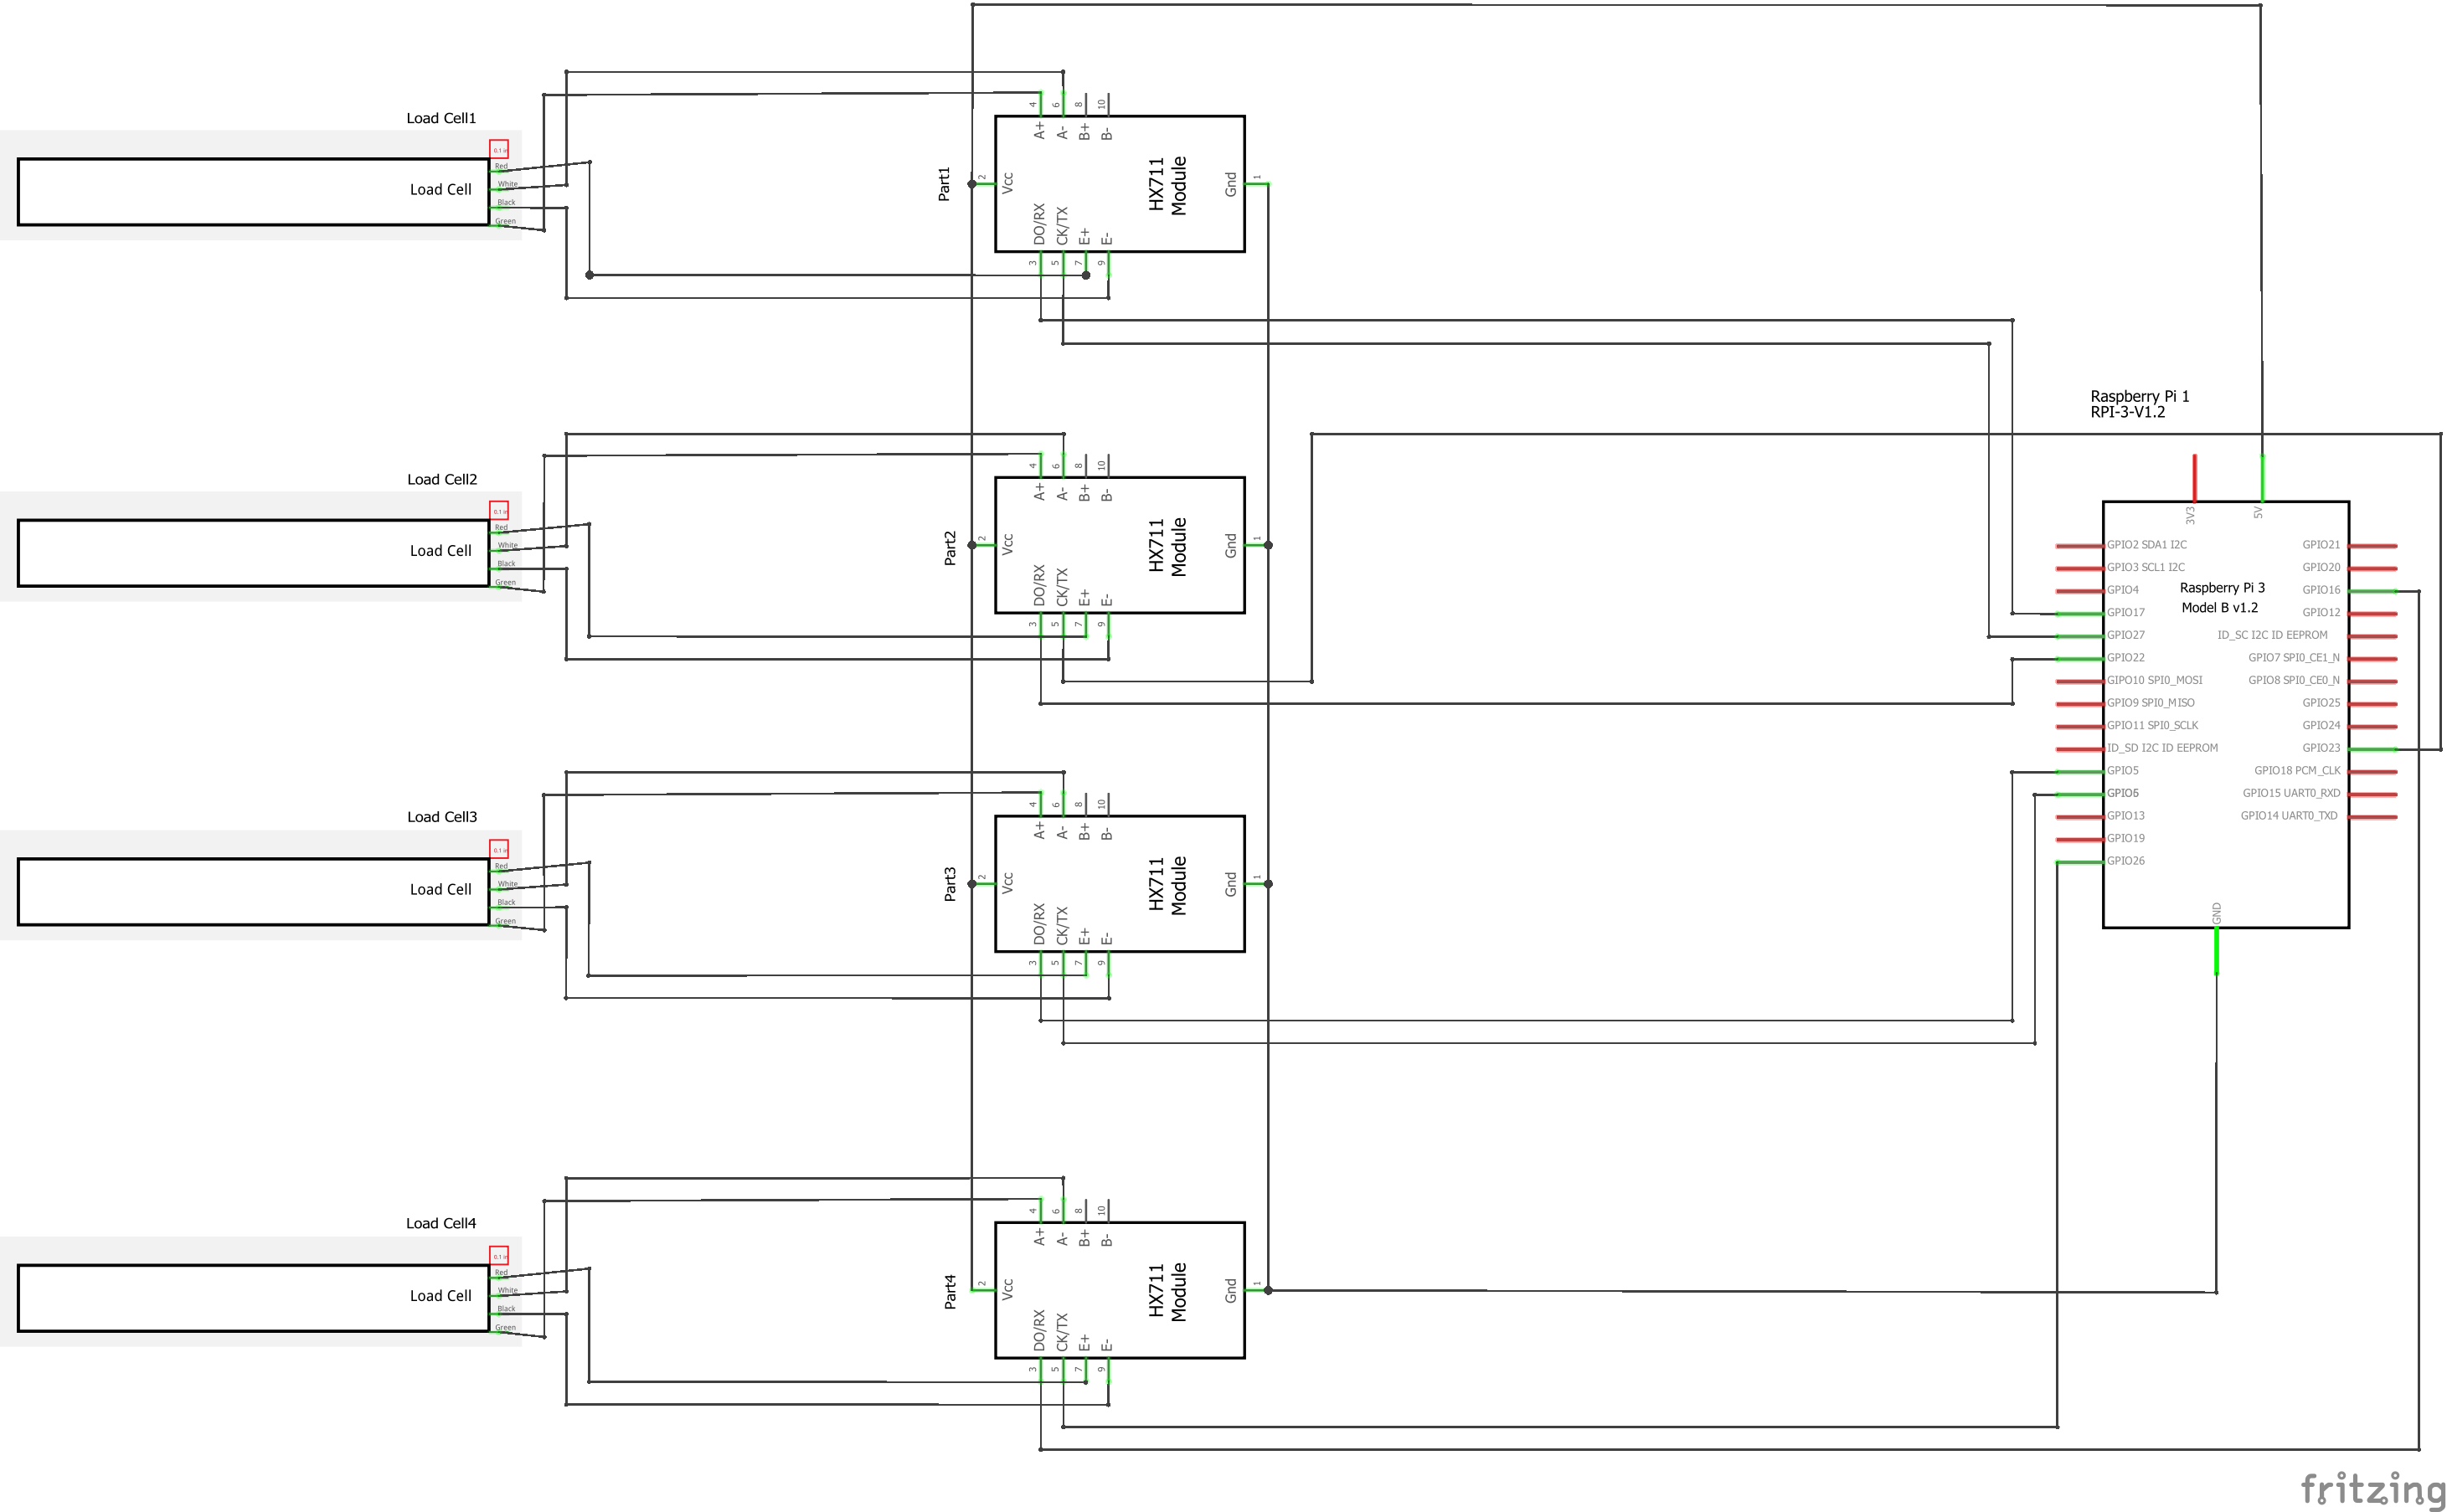 Load Cell1
0.1 in
Red
White
Black
Green
Load Cell
Part1
4
6
8
10
A+
A-
B+
B-
2
Vcc
HX711
Module
Gnd
1
DO/RX
CK/TX
E+
E-
3
5
7
9
Load Cell2
0.1 in
Red
White
Black
Green
Load Cell
Part2
4
6
8
10
A+
A-
B+
B-
2
Vcc
HX711
Module
Gnd
1
DO/RX
CK/TX
E+
E-
3
5
7
9
Load Cell3
0.1 in
Red
White
Black
Green
Load Cell
Part3
4
6
8
10
A+
A-
B+
B-
2
Vcc
HX711
Module
Gnd
1
DO/RX
CK/TX
E+
E-
3
5
7
9
Load Cell4
0.1 in
Red
White
Black
Green
Load Cell
Part4
4
6
8
10
A+
A-
B+
B-
2
Vcc
HX711
Module
Gnd
1
DO/RX
CK/TX
E+
E-
3
5
7
9
Raspberry Pi 1
RPI-3-V1.2
3V3
5V
Raspberry Pi 3
Model B v1.2
GPIO2 SDA1 I2C
GPIO3 SCL1 I2C
GPIO4
GPIO17
GPIO27
GPIO22
GIPO10 SPI0_MOSI
GPIO9 SPI0_MISO
GPIO11 SPI0_SCLK
ID_SD I2C ID EEPROM
GPIO5
GPIO6
GPIO13
GPIO19
GPIO26
GPIO21
GPIO20
GPIO16
GPIO12
ID_SC I2C ID EEPROM
GPIO7 SPI0_CE1_N
GPIO8 SPI0_CE0_N
GPIO25
GPIO24
GPIO23
GPIO18 PCM_CLK
GPIO15 UART0_RXD
GPIO14 UART0_TXD
GND
fritzing